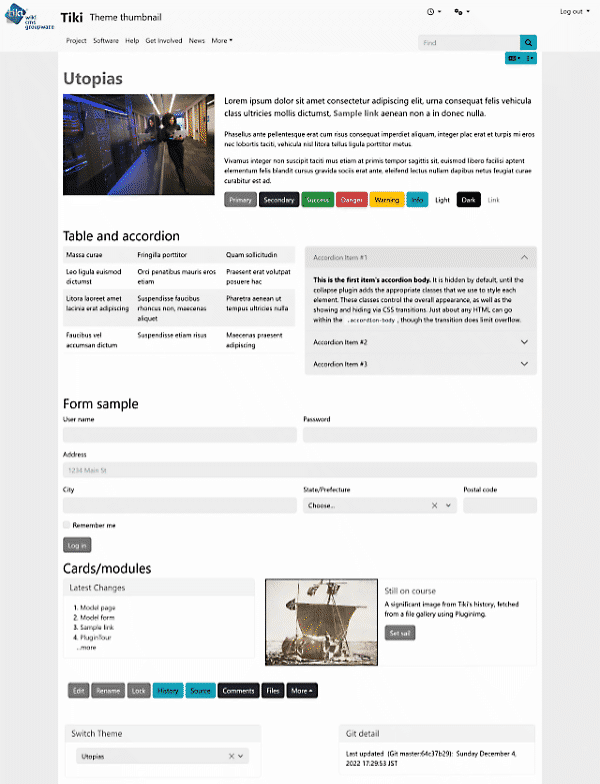 tiki
wiki
cms
groupware
Tiki Theme thumbnail
Log out
Project Software Help Get Involved News More
Find
Utopias
Lorem ipsum dolor sit amet consectetur adipiscing elit, urna consequat felis vehicula
class ultricies mollis dictumst, Sample link aenean a in donec nulla.
Phasellus ante pellentesque erat cum risus consequat imperdiet aliquam, integer plac erat et turpis mi eros
nec lobortis taciti, vehicula nisl litora tellus ligula porttitor metus.
Vivamus integer non suscipit taciti mus etiam at primis tempor sagittis sit, euismod libero facilisi aptent
elementum felis blandit cursus gravida sociis erat ante, eleifend lectus nullam dapibus netus feugiat curae
curabitur est ad.
Primary Secondary Success Danger Warning Info Light Dark Link
Table and accordion
Massa curae Fringilla porttitor Quam sollicitudin
Leo ligula euismod dictumst Orci penatibus mauris eros etiam Praesent erat volutpat posuere hac
Litora laoreet amet lacinia erat adipiscing Suspendisse faucibus rhoncus non, maecenas aliquet Pharetra aenean ut tempus ultricies nulla
Faucibus vel accumsan dictum Suspendisse etiam risus Maecenas praesent adipiscing
Accordion Item #1
This is the first item's accordion body. It is hidden by default, until the
collapse plugin adds the appropriate classes that we use to style each
element. These classes control the overall appearance, as well as the
showing and hiding via CSS transitions. Just about any HTML can go
within the .accordion-body, though the transition does limit overflow.
Accordion Item #2
Accordion Item #3
Form sample
User name Password
Address
1234 Main St
City State/Prefecture Postal code
Choose...
Remember me
Log in
Cards/modules
Latest Changes
1. Model page
2. Model form
3. Sample link
4. PluginTour
...more
Still on course
A significant image from Tiki's history, fetched
from a file gallery using PluginImg.
Set sail
Edit Rename Lock History Source Comments Files More
Switch Theme
Utopias
Git detail
Last updated (Git master:64c37b29): Sunday December 4,
2022 17:29:53 JST